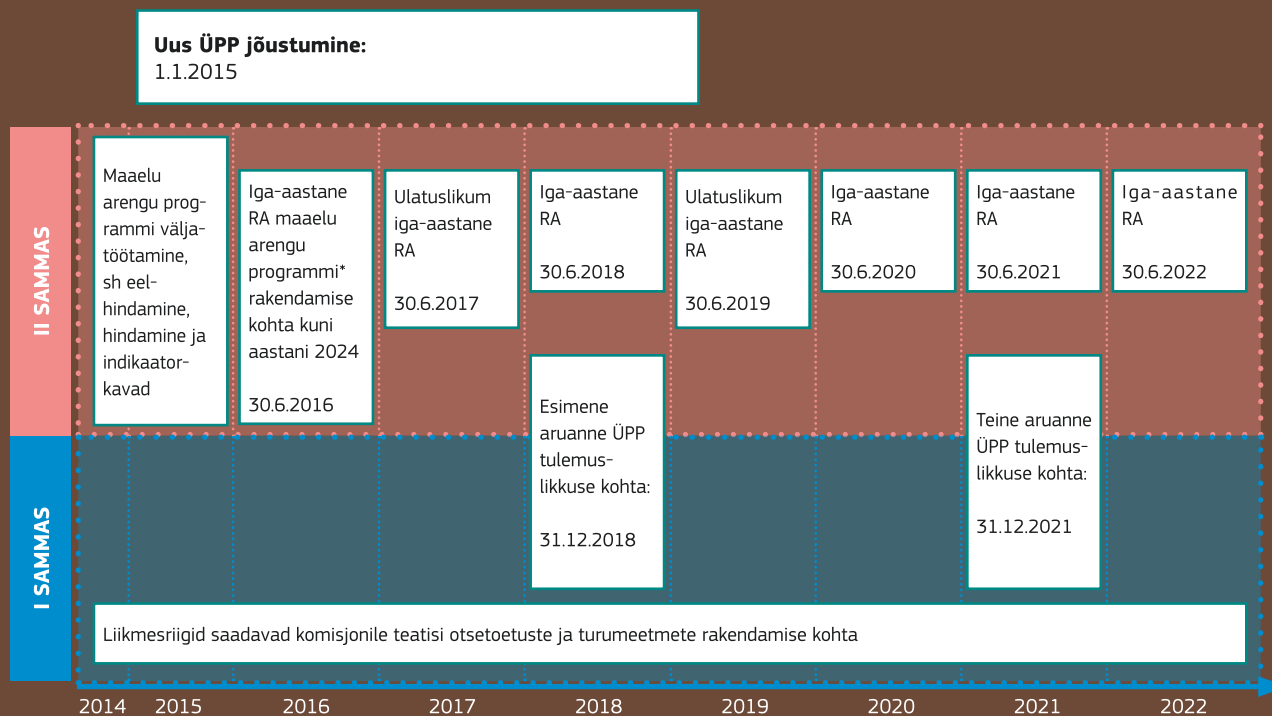 Uus ÜPP jõustumine:
1.1.2015
II SAMMAS
Maaelu
arengu prog-
rammi välja-
töötamine,
sh eel-
hindamine,
hindamine ja
indikaator-
kavad
Iga-aastane
RA maaelu
arengu
programmi*
rakendamise
kohta kuni
aastani 2024
30.6.2016
Ulatuslikum
iga-aastane
RA
30.6.2017
Iga-aastane
RA
30.6.2018
Ulatuslikum
iga-aastane
RA
30.6.2019
Iga-aastane
RA
30.6.2020
Iga-aastane
RA
30.6.2021
Iga-aastane
RA
30.6.2022
Esimene
aruanne ÜPP
tulemus-
likkuse kohta:
31.12.2018
Teine aruanne
ÜPP tulemus-
likkuse kohta:
31.12.2021
I SAMMAS
Liikmesriigid saadavad komisjonile teatisi otsetoetuste ja turumeetmete rakendamise kohta
2014 2015 2016 2017 2018 2019 2020 2021 2022